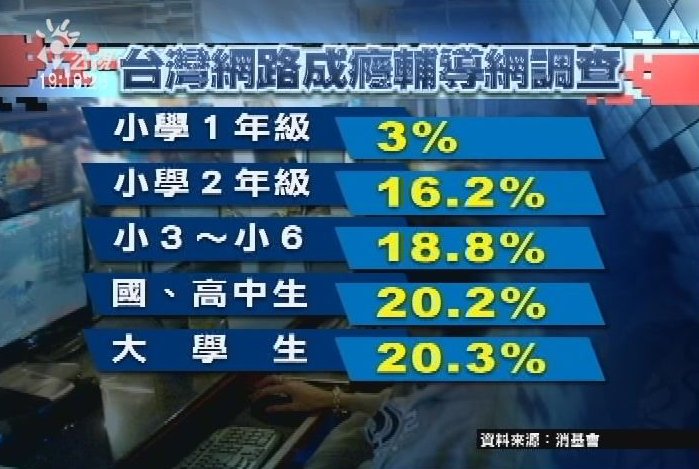 台灣網路成癮輔導網調查
小學1年級 3%
小學2年級 16.2%
小3～小6 18.8%
國、高中生 20.2%
大學生 20.3%
資料來源：消基會